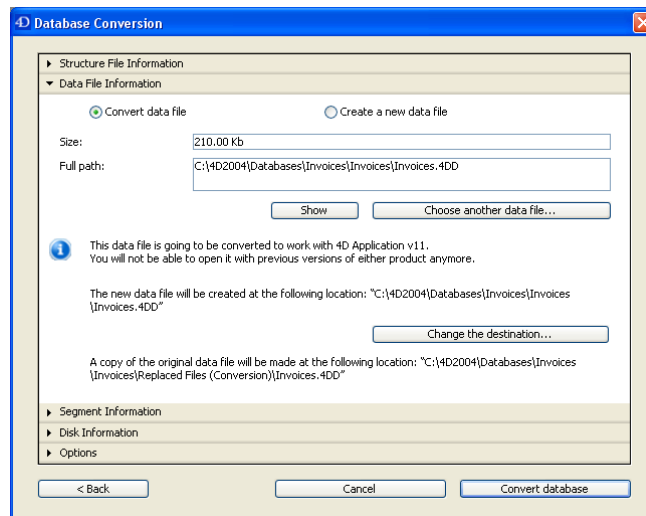 4D Database Conversion
Structure File Information
Data File Information
Convert data file
Create a new data file
Size:
210.00 Kb
Full path:
C:\4D2004\Databases\Invoices\Invoices\Invoices.4DD
Show
Choose another data file...
This data file is going to be converted to work with 4D Application v11.
You will not be able to open it with previous versions of either product anymore.
The new data file will be created at the following location: "C:\4D2004\Databases\Invoices\Invoices
\Invoices.4DD"
Change the destination...
A copy of the original data file will be made at the following location: "C:\4D2004\Databases\Invoices
\Invoices\Replaced Files (Conversion)\Invoices.4DD"
Segment Information
Disk Information
Options
< Back
Cancel
Convert database